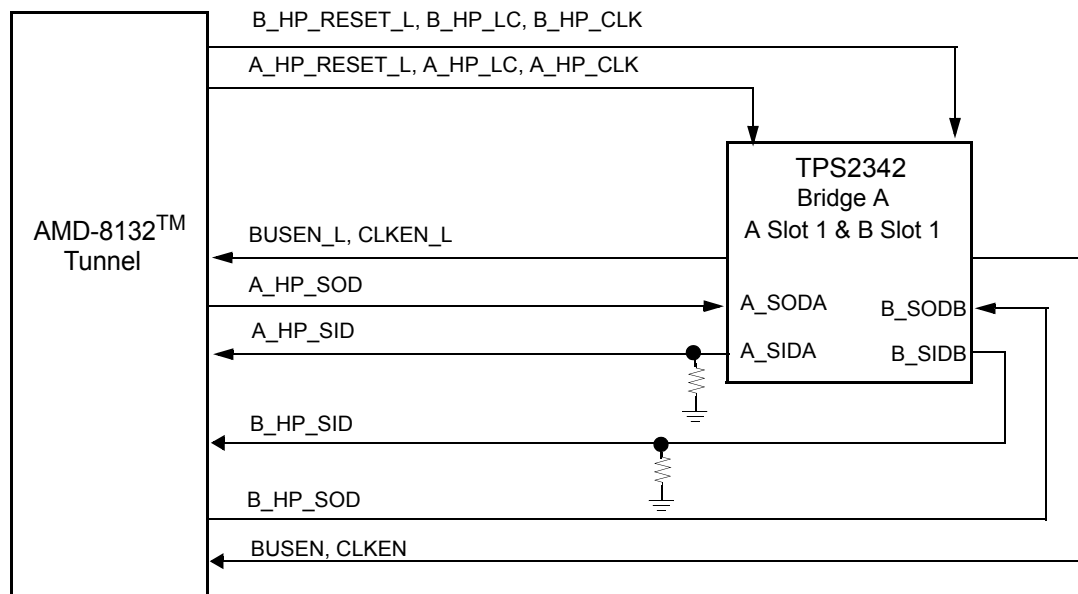 B_HP_RESET_L, B_HP_LC, B_HP_CLK
A_HP_RESET_L, A_HP_LC, A_HP_CLK
AMD-8132TM
Tunnel
TPS2342
Bridge A
A Slot 1 & B Slot 1
BUSEN_L, CLKEN_L
A_HP_SOD
A_SODA
B_SODB
A_HP_SID
A_SIDA
B_SIDB
B_HP_SID
B_HP_SOD
BUSEN, CLKEN